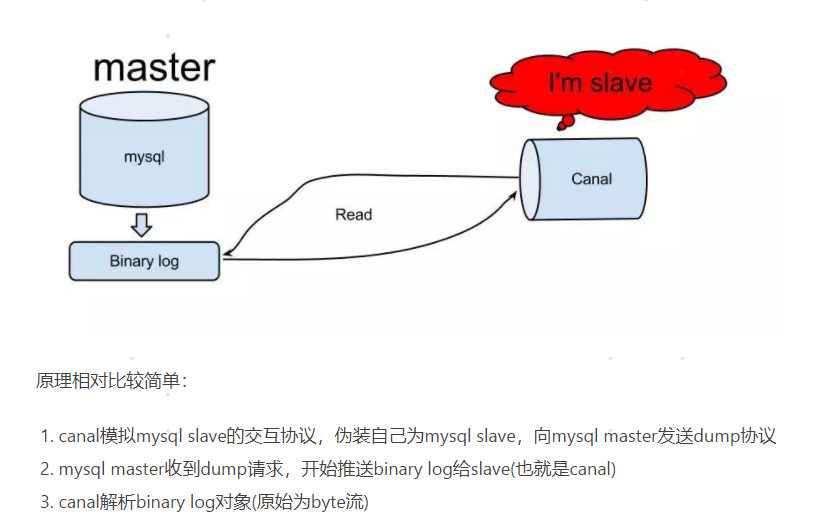 master
I'm slave
mysql
Canal
Read
Binary log
原理相对比较简单：
1. canal模拟mysql slave的交互协议，伪装自己为mysql slave，向mysql master发送dump协议
2. mysql master收到dump请求，开始推送binary log给slave(也就是canal)
3. canal解析binary log对象(原始为byte流)